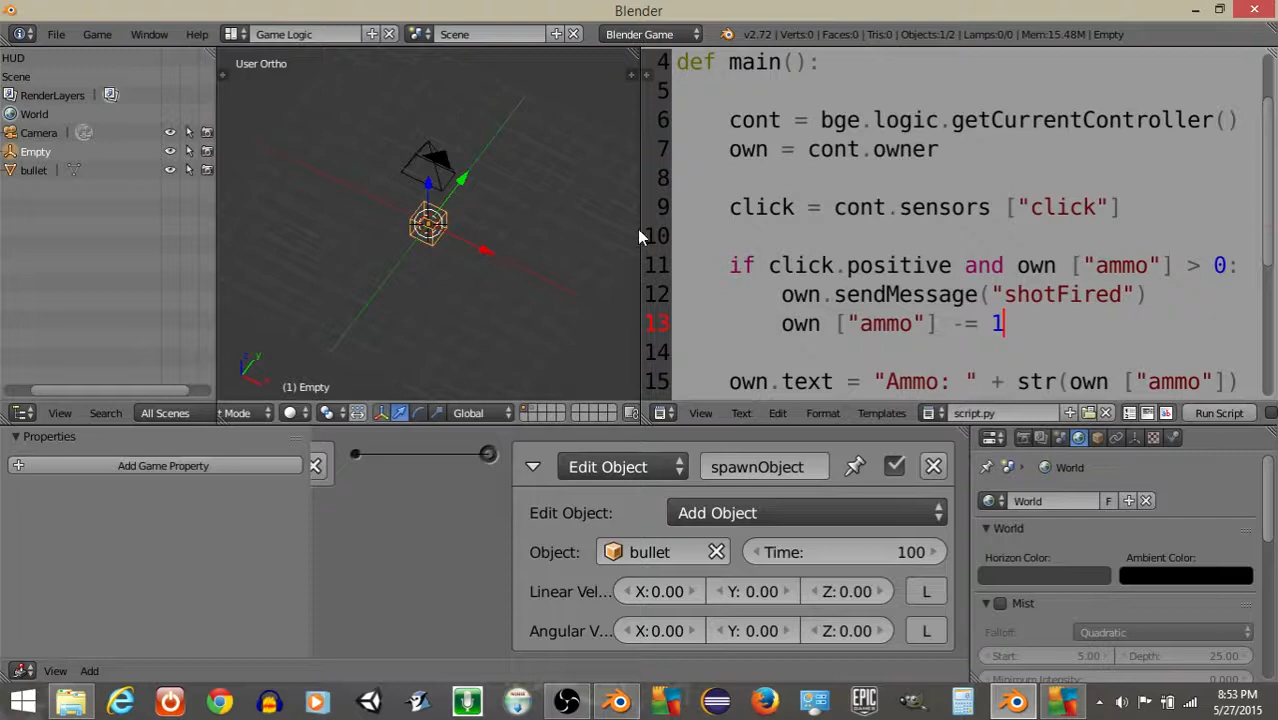 Blender
File Game Window Help Game Logic Scene Blender Game v2.72 | Verts:0 | Faces:0 | Tris:0 | Objects:1/2 | Lamps:0/0 | Mem:15.48M | Empty
HUD
Scene
RenderLayers
World
Camera
Empty
bullet
View Search All Scenes
User Ortho
(1) Empty
t Mode Global
4 def main():
5
6 cont = bge.logic.getCurrentController()
7 own = cont.owner
8
9 click = cont.sensors ["click"]
10
11 if click.positive and own ["ammo"] > 0:
12 own.sendMessage("shotFired")
13 own ["ammo"] -= 1
14
15 own.text = "Ammo: " + str(own ["ammo"])
View Text Edit Format Templates script.py Run Script
Properties
Add Game Property
View Add
Edit Object spawnObject
Edit Object: Add Object
Object: bullet Time: 100
Linear Vel... X: 0.00 Y: 0.00 Z: 0.00 L
Angular V... X: 0.00 Y: 0.00 Z: 0.00 L
World
World F
World
Horizon Color: Ambient Color:
Mist
Falloff: Quadratic
Start: 5.00 Depth: 25.00
Minimum Intensity:
EPIC GAMES
8:53 PM
5/27/2015